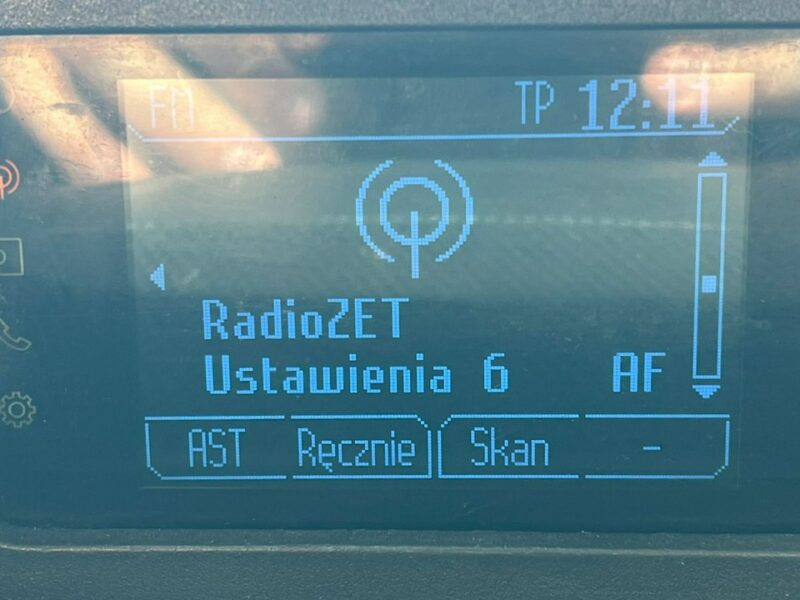 FM TP 12:11
RadioZET
Ustawienia 6 AF
AST Ręcznie Skan -